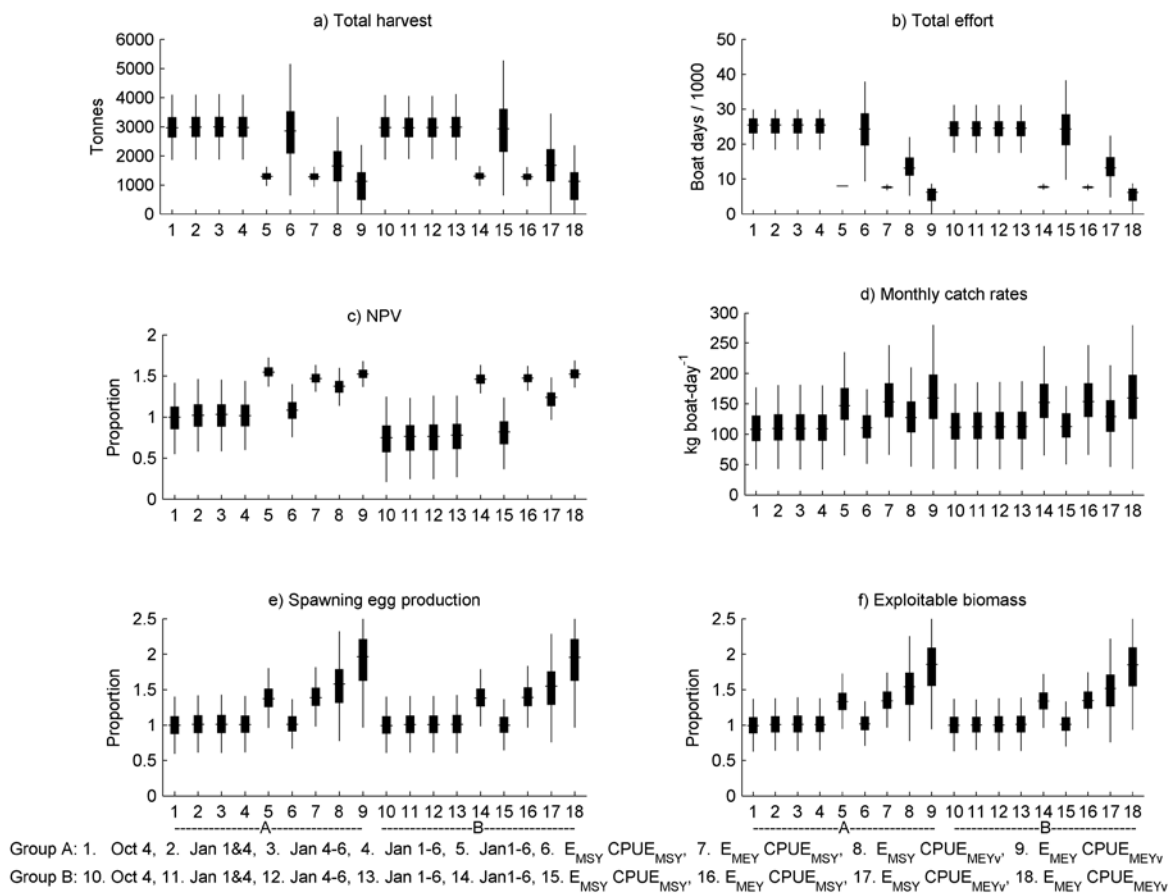 a) Total harvest
6000
5000
4000
3000
2000
1000
0
Tonnes
1 2 3 4 5 6 7 8 9 10 11 12 13 14 15 16 17 18
b) Total effort
50
40
30
20
10
0
Boat days / 1000
1 2 3 4 5 6 7 8 9 10 11 12 13 14 15 16 17 18
c) NPV
2
1.5
1
0.5
0
Proportion
1 2 3 4 5 6 7 8 9 10 11 12 13 14 15 16 17 18
d) Monthly catch rates
300
250
200
150
100
50
0
kg boat-day-1
1 2 3 4 5 6 7 8 9 10 11 12 13 14 15 16 17 18
e) Spawning egg production
2.5
2
1.5
1
0.5
0
Proportion
1 2 3 4 5 6 7 8 9 10 11 12 13 14 15 16 17 18
-----------------A----------------- -----------------B-----------------
f) Exploitable biomass
2.5
2
1.5
1
0.5
0
Proportion
1 2 3 4 5 6 7 8 9 10 11 12 13 14 15 16 17 18
-----------------A----------------- -----------------B-----------------
Group A: 1. Oct 4, 2. Jan 1&4, 3. Jan 4-6, 4. Jan 1-6, 5. Jan1-6, 6. EMSY CPUEMSY, 7. EMEY CPUEMSY, 8. EMSY CPUEMEYv, 9. EMEY CPUEMEYv
Group B: 10. Oct 4, 11. Jan 1&4, 12. Jan 4-6, 13. Jan 1-6, 14. Jan1-6, 15. EMSY CPUEMSY, 16. EMEY CPUEMSY, 17. EMSY CPUEMEYv, 18. EMEY CPUEMEYv